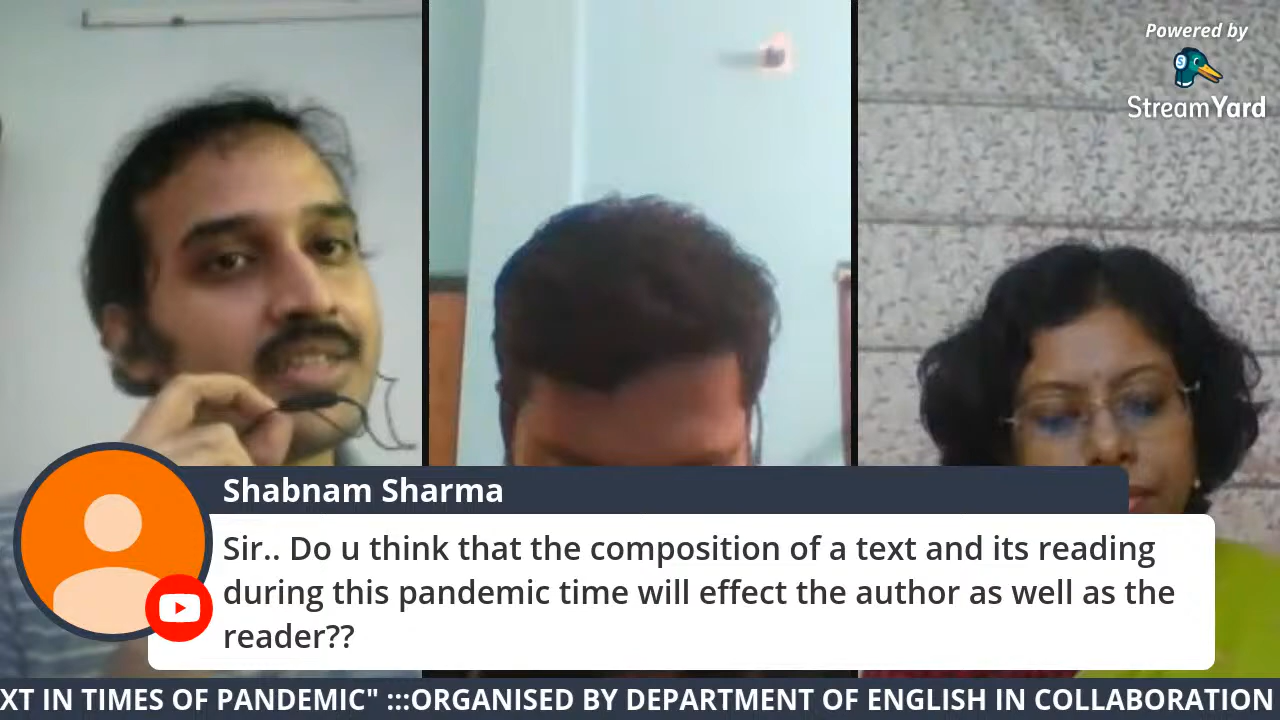 Powered by
StreamYard
Shabnam Sharma
Sir.. Do u think that the composition of a text and its reading
during this pandemic time will effect the author as well as the
reader??
XT IN TIMES OF PANDEMIC" :::ORGANISED BY DEPARTMENT OF ENGLISH IN COLLABORATION